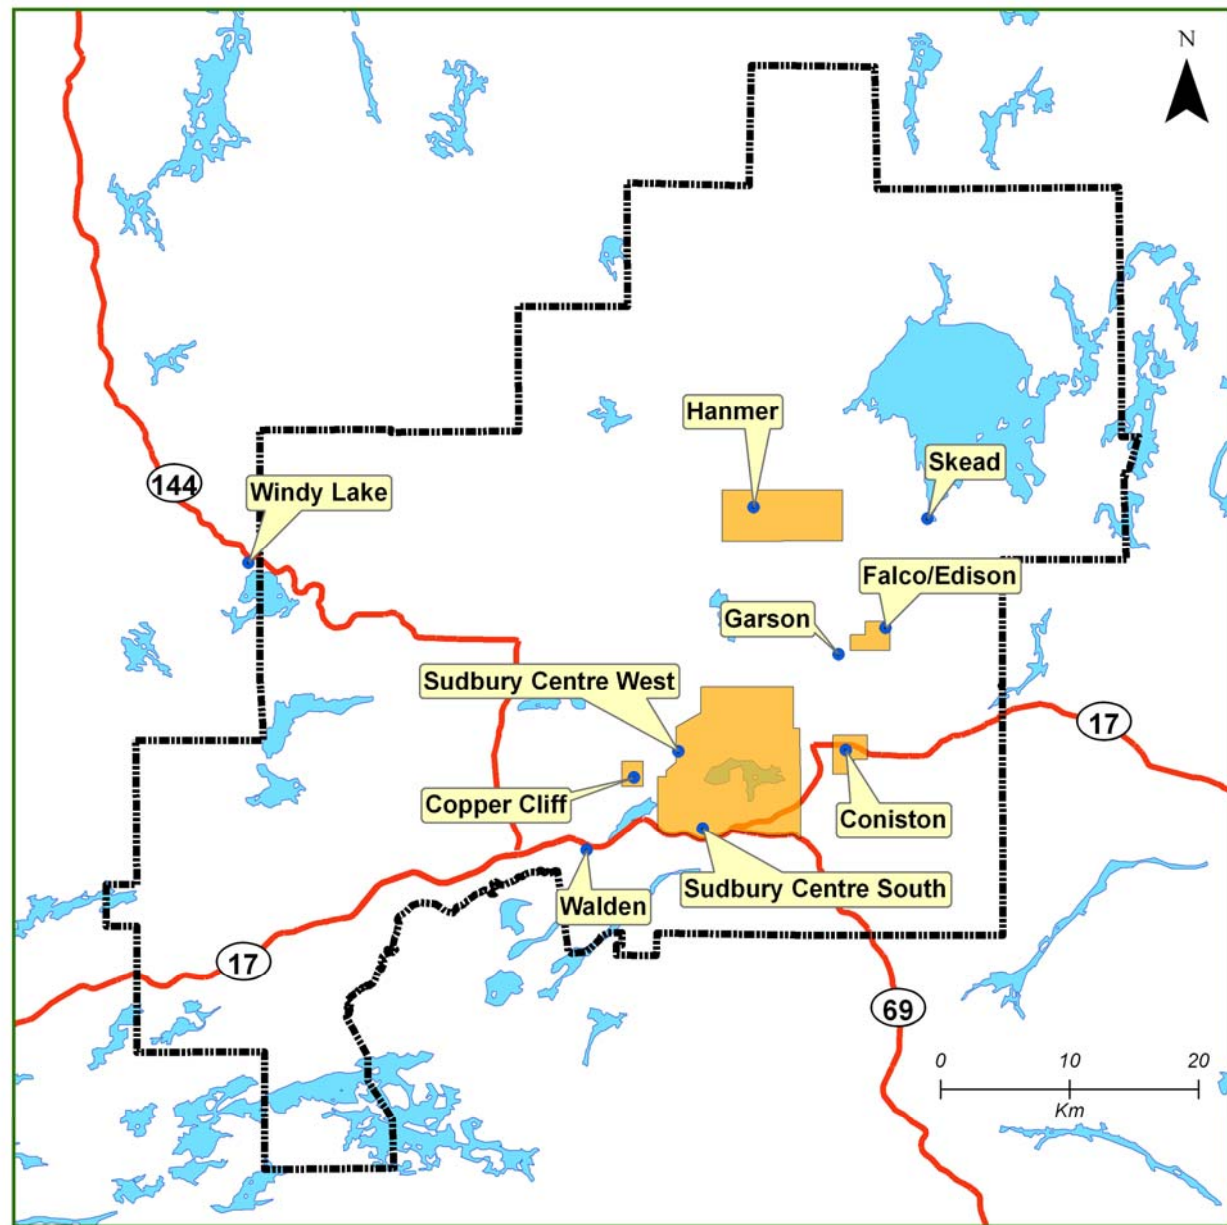 N
Hanmer
Skead
144
Windy Lake
Falco/Edison
Garson
Sudbury Centre West
17
Copper Cliff
Coniston
Sudbury Centre South
Walden
17
69
0 10 20
Km